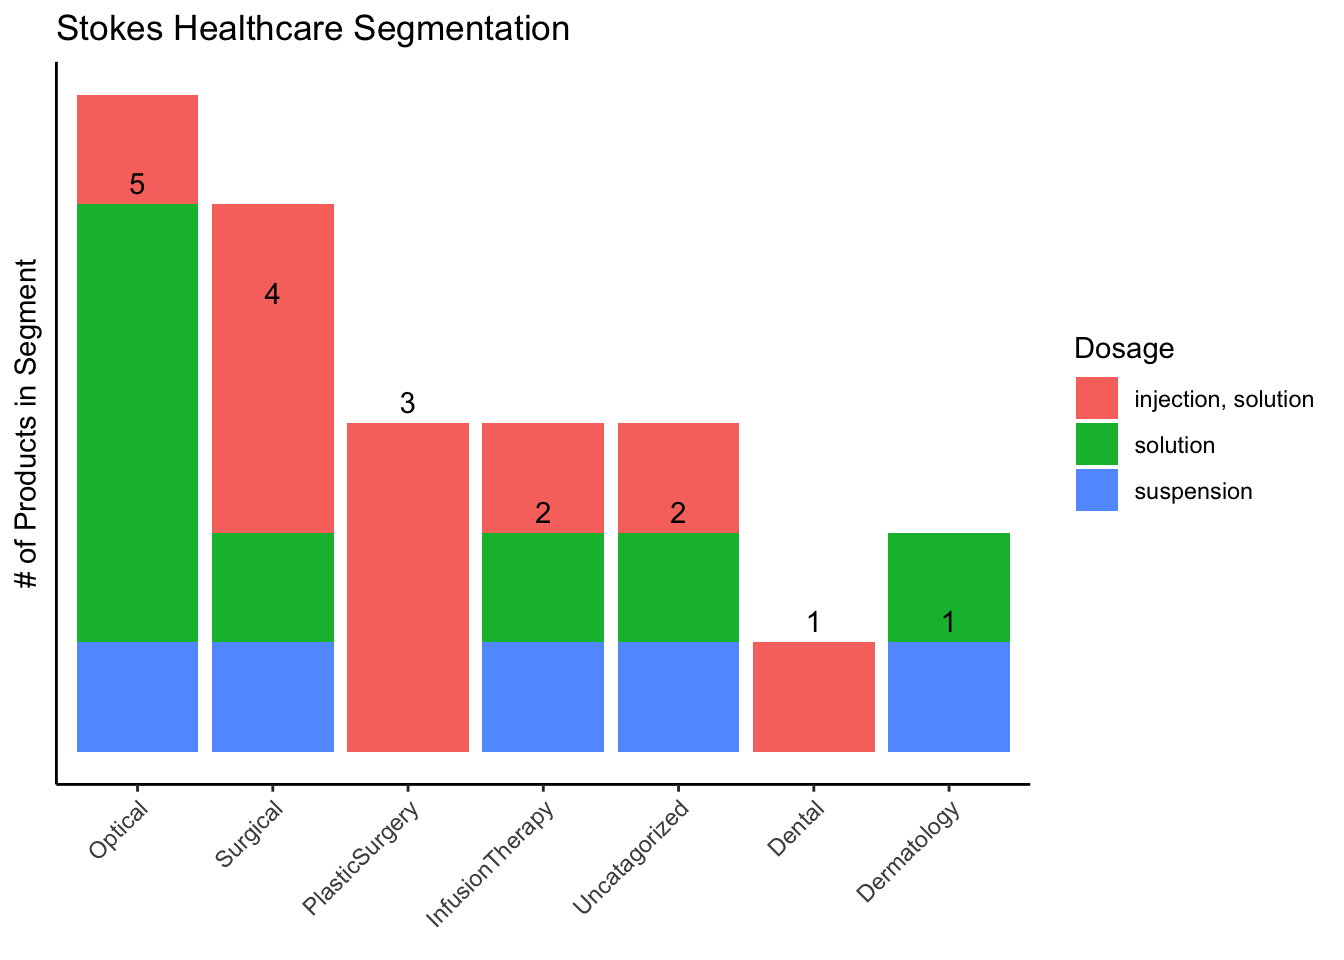 Stokes Healthcare Segmentation
# of Products in Segment
5
4
3
2
2
1
1
Optical
Surgical
PlasticSurgery
InfusionTherapy
Uncatagorized
Dental
Dermatology
Dosage
injection, solution
solution
suspension